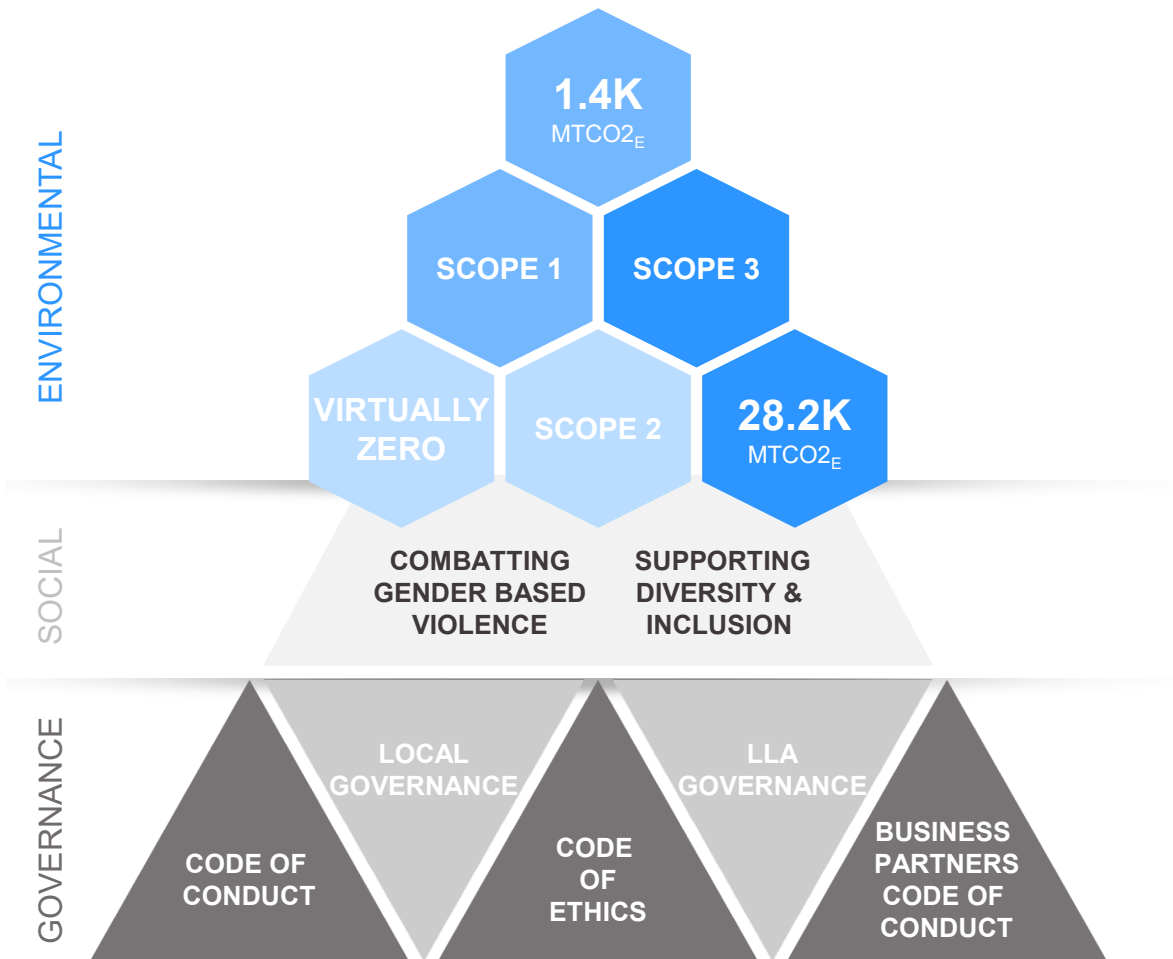 ENVIRONMENTAL
1.4K
MTCO2E
SCOPE 1
SCOPE 3
VIRTUALLY
ZERO
SCOPE 2
28.2K
MTCO2E
SOCIAL
COMBATTING
GENDER BASED
VIOLENCE
SUPPORTING
DIVERSITY &
INCLUSION
GOVERNANCE
LOCAL
GOVERNANCE
LLA
GOVERNANCE
CODE OF
CONDUCT
CODE
OF
ETHICS
BUSINESS
PARTNERS
CODE OF
CONDUCT